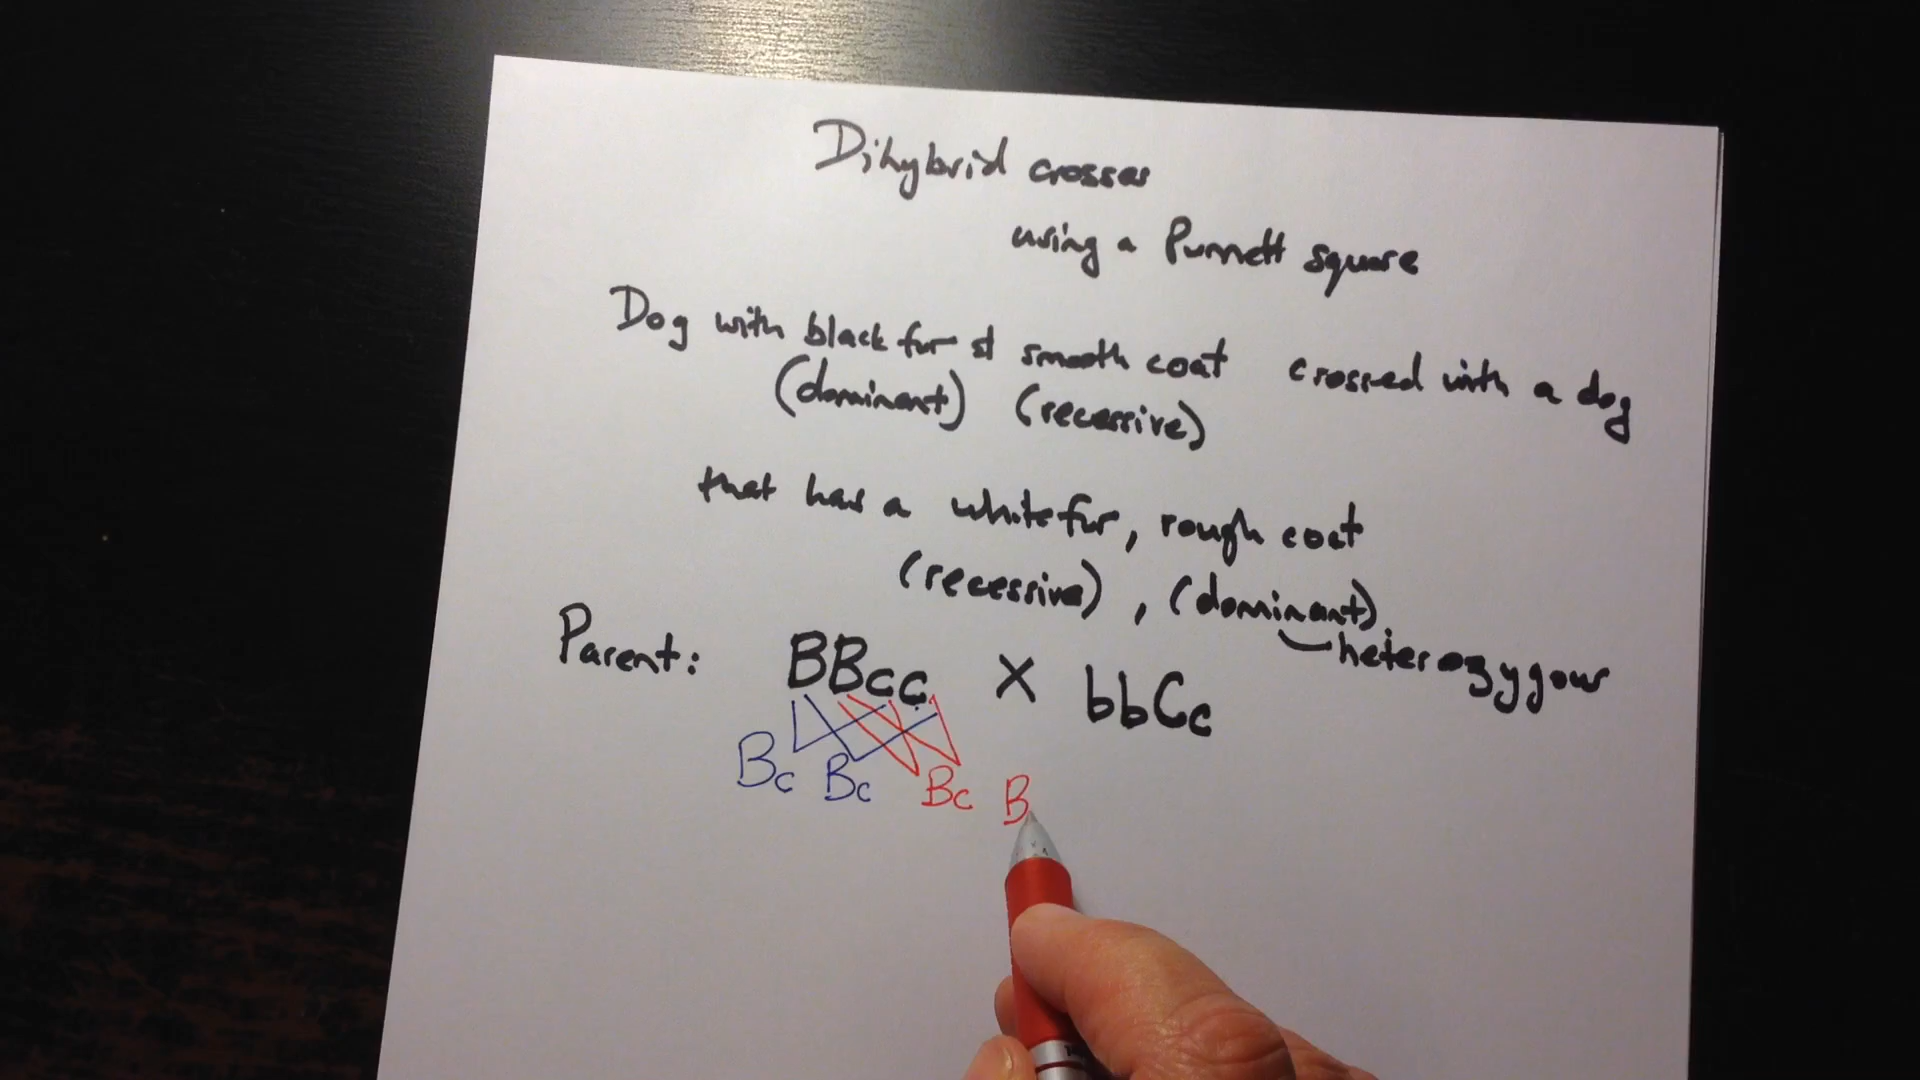 Dihybrid crosses
using a Punnett square
Dog with black fur & smooth coat crossed with a dog
(dominant) (recessive)
that has a white fur, rough coat
(recessive), (dominant)
heterozygous
Parent: BBcc X bbCc
Bc Bc Bc B